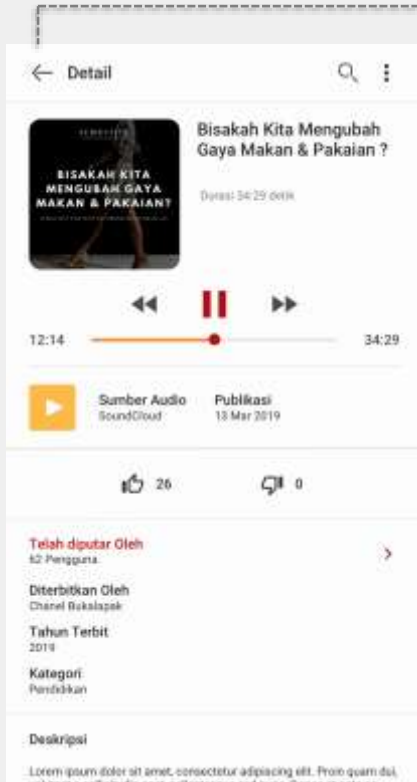 Detail
BISAKAH KITA
MENGUBAH GAYA
MAKAN & PAKAIAN?
Bisakah Kita Mengubah
Gaya Makan & Pakaian ?
Durasi 34:29 detik
12:14
34:29
Sumber Audio
SoundCloud
Publikasi
13 Mar 2019
26
0
Telah diputar Oleh
62 Pengguna.
Diterbitkan Oleh
Chanel Bukalapak
Tahun Terbit
2019
Kategori
Pendidikan
Deskripsi
Lorem ipsum dolor sit amet, consectetur adipiscing elit. Proin quam dui,